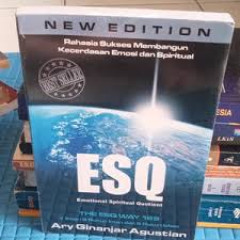 NEW EDITION
Rahasia Sukses Membangun
Kecerdasan Emosi dan Spiritual
BEST SELLER
ESQ
Emotional Spiritual Quotient
THE ESQ WAY 165
Ary Ginanjar Agustian